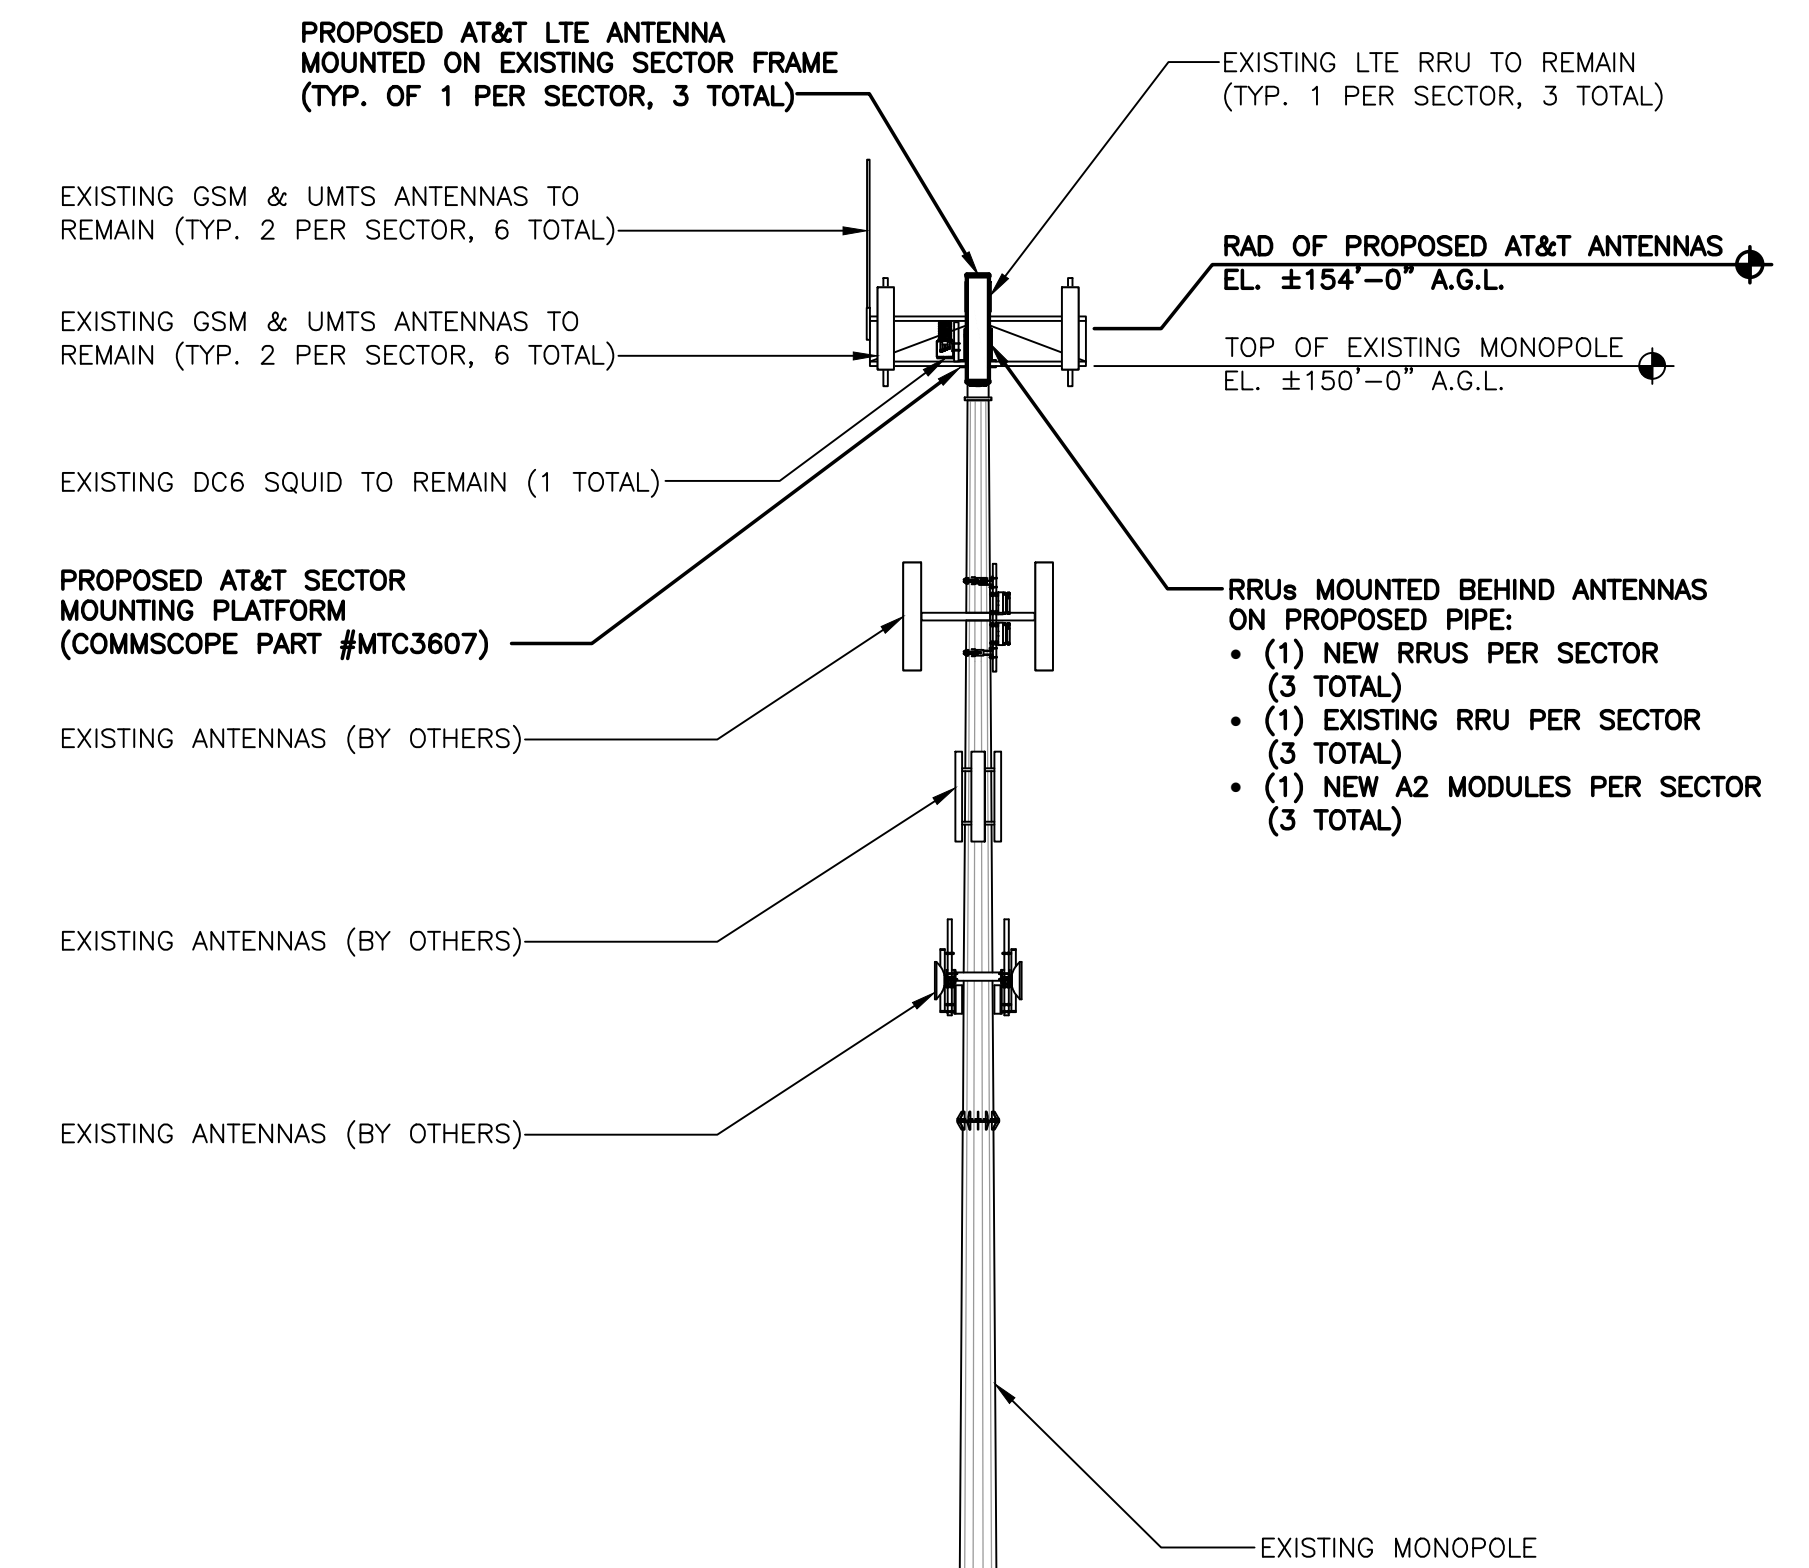 PROPOSED AT&T LTE ANTENNA
MOUNTED ON EXISTING SECTOR FRAME
(TYP. OF 1 PER SECTOR, 3 TOTAL)
EXISTING LTE RRU TO REMAIN
(TYP. 1 PER SECTOR, 3 TOTAL)
EXISTING GSM & UMTS ANTENNAS TO
REMAIN (TYP. 2 PER SECTOR, 6 TOTAL)
RAD OF PROPOSED AT&T ANTENNAS
EL. ±154'-0" A.G.L.
EXISTING GSM & UMTS ANTENNAS TO
REMAIN (TYP. 2 PER SECTOR, 6 TOTAL)
TOP OF EXISTING MONOPOLE
EL. ±150'-0" A.G.L.
EXISTING DC6 SQUID TO REMAIN (1 TOTAL)
PROPOSED AT&T SECTOR
MOUNTING PLATFORM
(COMMSCOPE PART #MTC3607)
RRUs MOUNTED BEHIND ANTENNAS
ON PROPOSED PIPE:
• (1) NEW RRUS PER SECTOR
(3 TOTAL)
• (1) EXISTING RRU PER SECTOR
(3 TOTAL)
• (1) NEW A2 MODULES PER SECTOR
(3 TOTAL)
EXISTING ANTENNAS (BY OTHERS)
EXISTING ANTENNAS (BY OTHERS)
EXISTING ANTENNAS (BY OTHERS)
EXISTING MONOPOLE